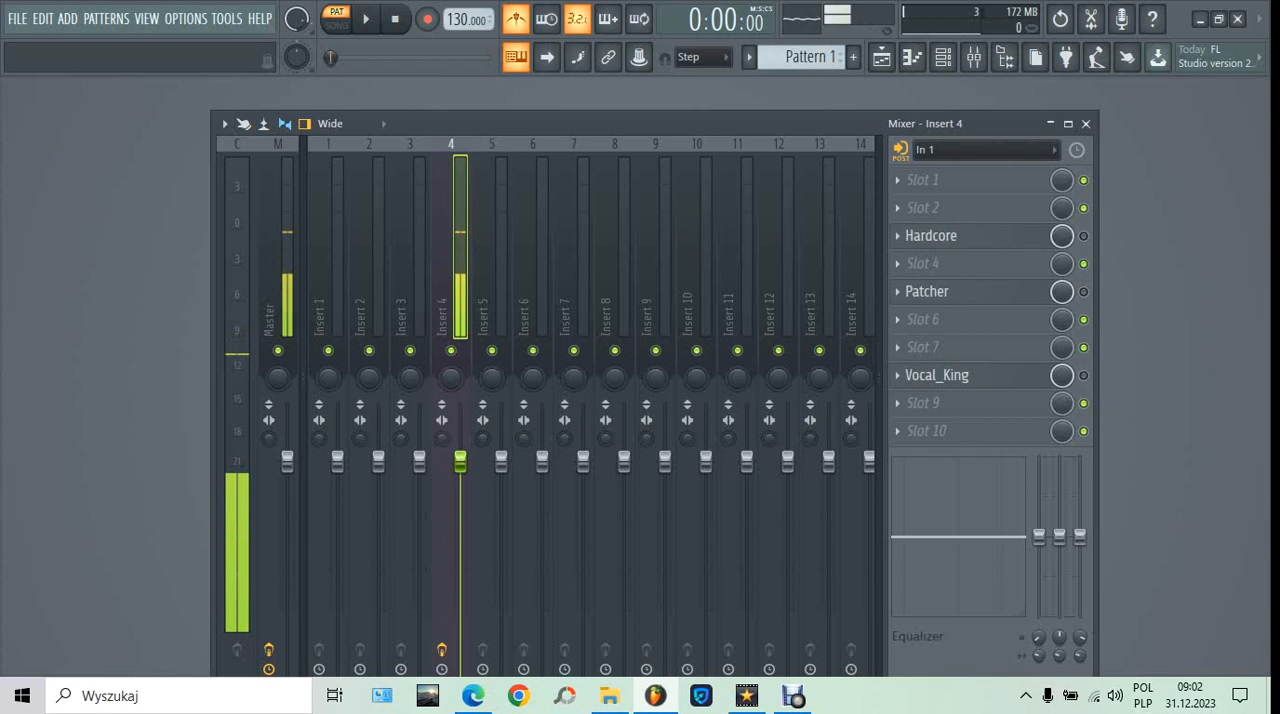 FILE EDIT ADD PATTERNS VIEW OPTIONS TOOLS HELP
PAT
SONG
130.000
3.2.
0:00:00
M:S:CS
3
172 MB
0
Step
Pattern 1
Today FL
Studio version 2..
Wide
Mixer - Insert 4
C M 1 2 3 4 5 6 7 8 9 10 11 12 13 14
POST
In 1
3
0
3
6
9
12
15
18
21
Master
Insert 1
Insert 2
Insert 3
Insert 4
Insert 5
Insert 6
Insert 7
Insert 8
Insert 9
Insert 10
Insert 11
Insert 12
Insert 13
Insert 14
Slot 1
Slot 2
Hardcore
Slot 4
Patcher
Slot 6
Slot 7
Vocal_King
Slot 9
Slot 10
Equalizer
Wyszukaj
POL
PLP
09:02
31.12.2023